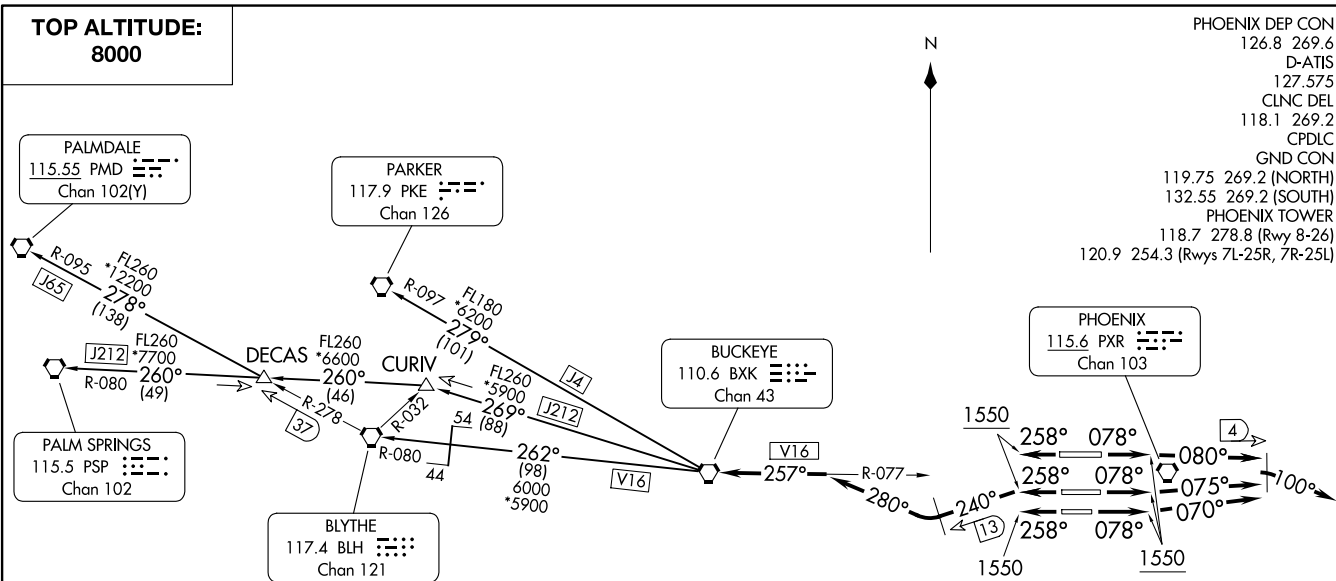 TOP ALTITUDE:
8000
N
PHOENIX DEP CON
126.8 269.6
D-ATIS
127.575
CLNC DEL
118.1 269.2
CPDLC
GND CON
119.75 269.2 (NORTH)
132.55 269.2 (SOUTH)
PHOENIX TOWER
118.7 278.8 (Rwy 8-26)
120.9 254.3 (Rwys 7L-25R, 7R-25L)
PALMDALE
115.55 PMD
Chan 102(Y)
PARKER
117.9 PKE
Chan 126
R-095
FL260
*12200
278°
(138)
J65
R-097
FL180
*6200
279°
(101)
J4
BUCKEYE
110.6 BXK
Chan 43
PHOENIX
115.6 PXR
Chan 103
J212
FL260
*7700
260°
(49)
R-080
DECAS
FL260
*6600
260°
(46)
CURIV
FL260
*5900
269°
(88)
J212
R-278
37
R-032
PALM SPRINGS
115.5 PSP
Chan 102
R-080
54
44
262°
(98)
6000
*5900
V16
BLYTHE
117.4 BLH
Chan 121
V16
257°
R-077
280°
240°
13
1550
258° 078°
258° 078°
258° 078°
1550
080°
075°
070°
4
100°
1550